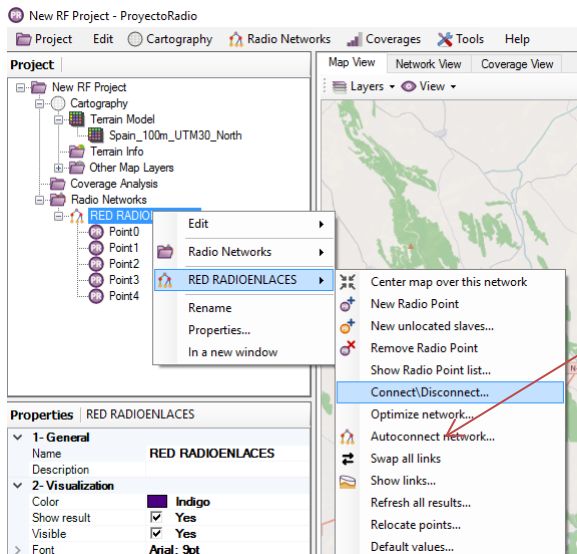 New RF Project - ProyectoRadio
Project Edit Cartography Radio Networks Coverages Tools Help
Project
Map View Network View Coverage View
Layers View
New RF Project
Cartography
Terrain Model
Spain_100m_UTM30_North
Terrain Info
Other Map Layers
Coverage Analysis
Radio Networks
RED RADIO
Point0
Point1
Point2
Point3
Point4
Edit
Radio Networks
RED RADIOENLACES
Rename
Properties...
In a new window
Center map over this network
New Radio Point
New unlocated slaves...
Remove Radio Point
Show Radio Point list...
Connect\Disconnect...
Optimize network...
Autoconnect network...
Swap all links
Show links...
Refresh all results...
Relocate points...
Default values...
Properties RED RADIOENLACES
1- General
Name RED RADIOENLACES
Description
2- Visualization
Color Indigo
Show result Yes
Visible Yes
Font Arial; 9pt